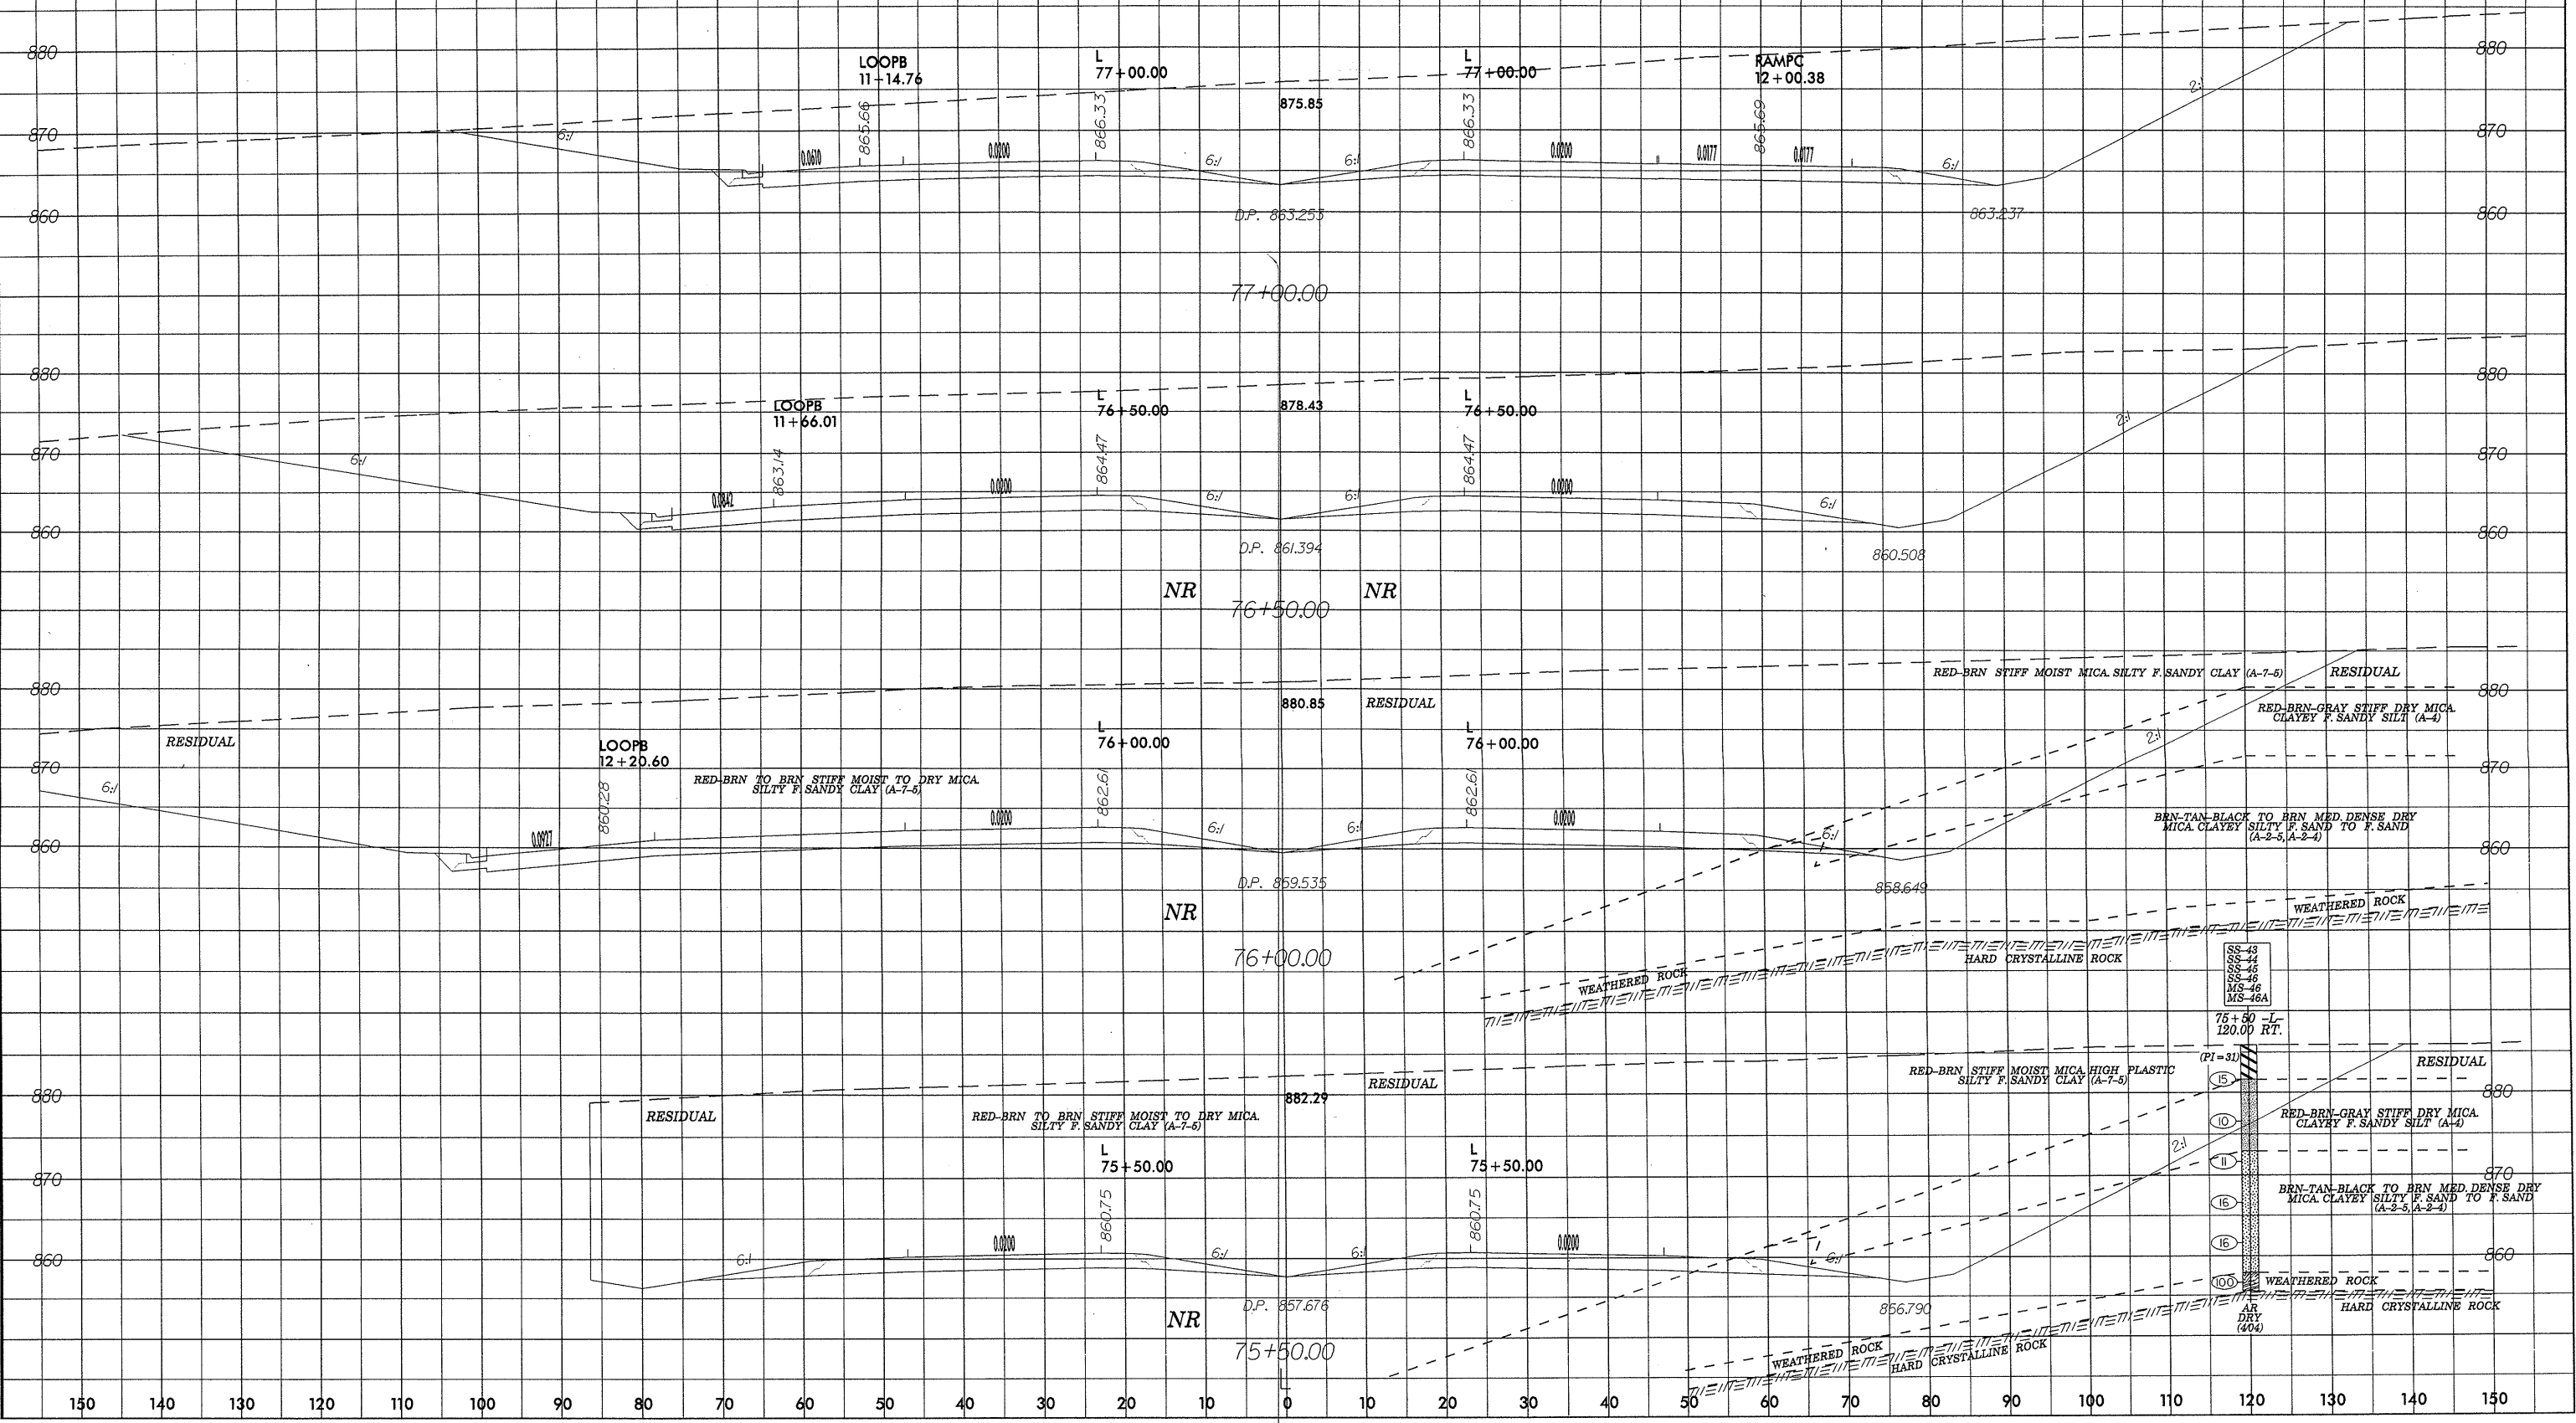 880 880
LOOPB L L RAMPC
11+14.76 77+00.00 77+00.00 12+00.38
865.66 866.33 875.85 866.33 865.69
2:1
870 6:1 870
0.0610 0.0200 6:1 6:1 0.0200 0.0177 0.0177 6:1
860 D.P. 863.253 863.237 860
77+00.00
880 880
LOOPB L L
11+66.01 76+50.00 878.43 76+50.00
2:1
870 6:1 863.14 864.47 864.47 870
0.0842 0.0200 6:1 6:1 0.0200 6:1
860 860
D.P. 861.394 860.508
NR NR
76+50.00
RED-BRN STIFF MOIST MICA. SILTY F. SANDY CLAY (A-7-5) RESIDUAL
880 880
880.85 RESIDUAL
RED-BRN-GRAY STIFF DRY MICA.
CLAYEY F. SANDY SILT (A-4)
RESIDUAL
LOOPB L L
12+20.60 76+00.00 76+00.00
2:1
870 870
6:1
RED-BRN TO BRN STIFF MOIST TO DRY MICA.
SILTY F. SANDY CLAY (A-7-5)
860.28 862.61 862.61
0.0927 0.0200 6:1 6:1 0.0200 6:1
BRN-TAN-BLACK TO BRN MED. DENSE DRY
MICA. CLAYEY SILTY F. SAND TO F. SAND
(A-2-5, A-2-4)
860 860
D.P. 859.535 858.649
NR
WEATHERED ROCK
76+00.00
HARD CRYSTALLINE ROCK
WEATHERED ROCK
SS-43
SS-44
SS-45
SS-46
MS-46
MS-46A
75+50 -L-
120.00 RT.
(PI=31)
RESIDUAL
RED-BRN STIFF MOIST MICA. HIGH PLASTIC
SILTY F. SANDY CLAY (A-7-5)
15
RESIDUAL
880 882.29 880
RESIDUAL
RED-BRN TO BRN STIFF MOIST TO DRY MICA.
SILTY F. SANDY CLAY (A-7-5)
10
RED-BRN-GRAY STIFF DRY MICA.
CLAYEY F. SANDY SILT (A-4)
2:1
L L
75+50.00 75+50.00
11
870 870
BRN-TAN-BLACK TO BRN MED. DENSE DRY
MICA. CLAYEY SILTY F. SAND TO F. SAND
(A-2-5, A-2-4)
16
860.75 860.75
16
0.0200 0.0200
860 6:1 6:1 6:1 6:1 860
100 WEATHERED ROCK
D.P. 857.676 856.790
HARD CRYSTALLINE ROCK
AR
DRY
(4/04)
NR
75+50.00
WEATHERED ROCK
HARD CRYSTALLINE ROCK
L
150 140 130 120 110 100 90 80 70 60 50 40 30 20 10 0 10 20 30 40 50 60 70 80 90 100 110 120 130 140 150